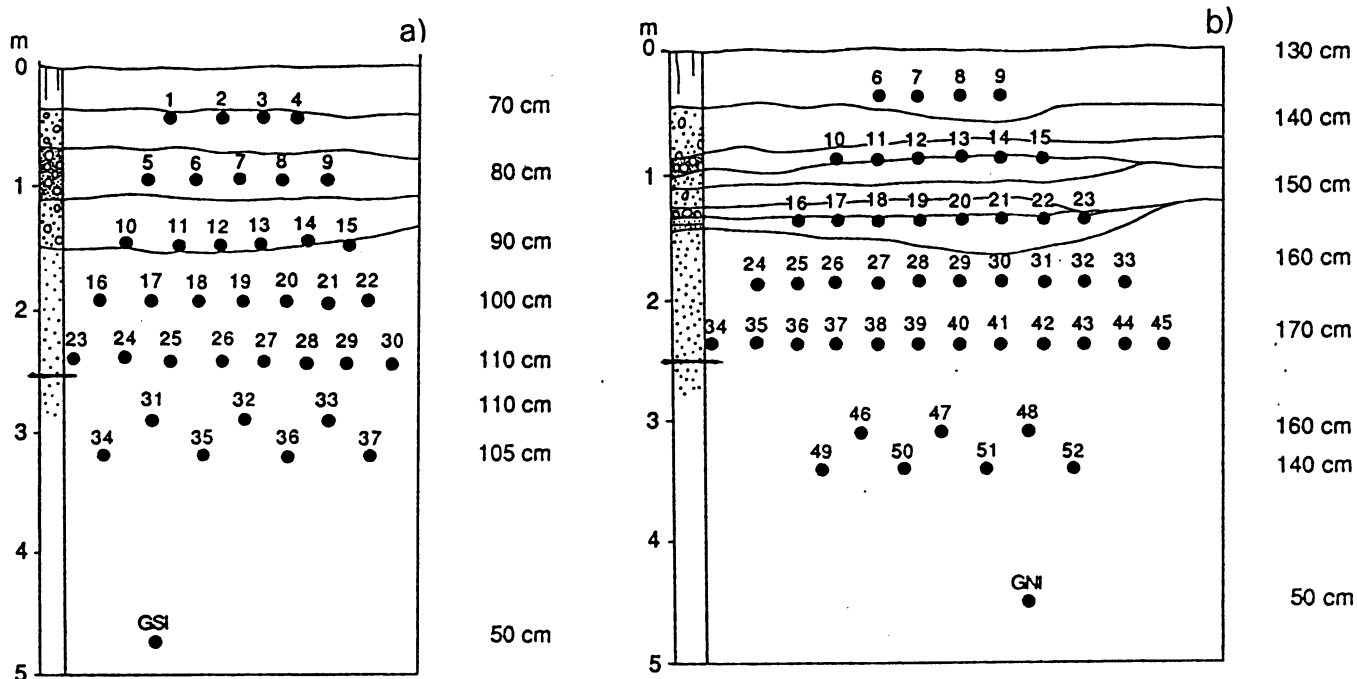 a)
m
0
1 2 3 4
70 cm
5 6 7 8 9
80 cm
1
10 11 12 13 14 15
90 cm
16 17 18 19 20 21 22
100 cm
2
23 24 25 26 27 28 29 30
110 cm
31 32 33
110 cm
3
34 35 36 37
105 cm
4
GSI
50 cm
5
b)
m
0
130 cm
6 7 8 9
140 cm
10 11 12 13 14 15
1
150 cm
16 17 18 19 20 21 22 23
160 cm
24 25 26 27 28 29 30 31 32 33
2
170 cm
34 35 36 37 38 39 40 41 42 43 44 45
3
46 47 48
160 cm
49 50 51 52
140 cm
4
GNI
50 cm
5